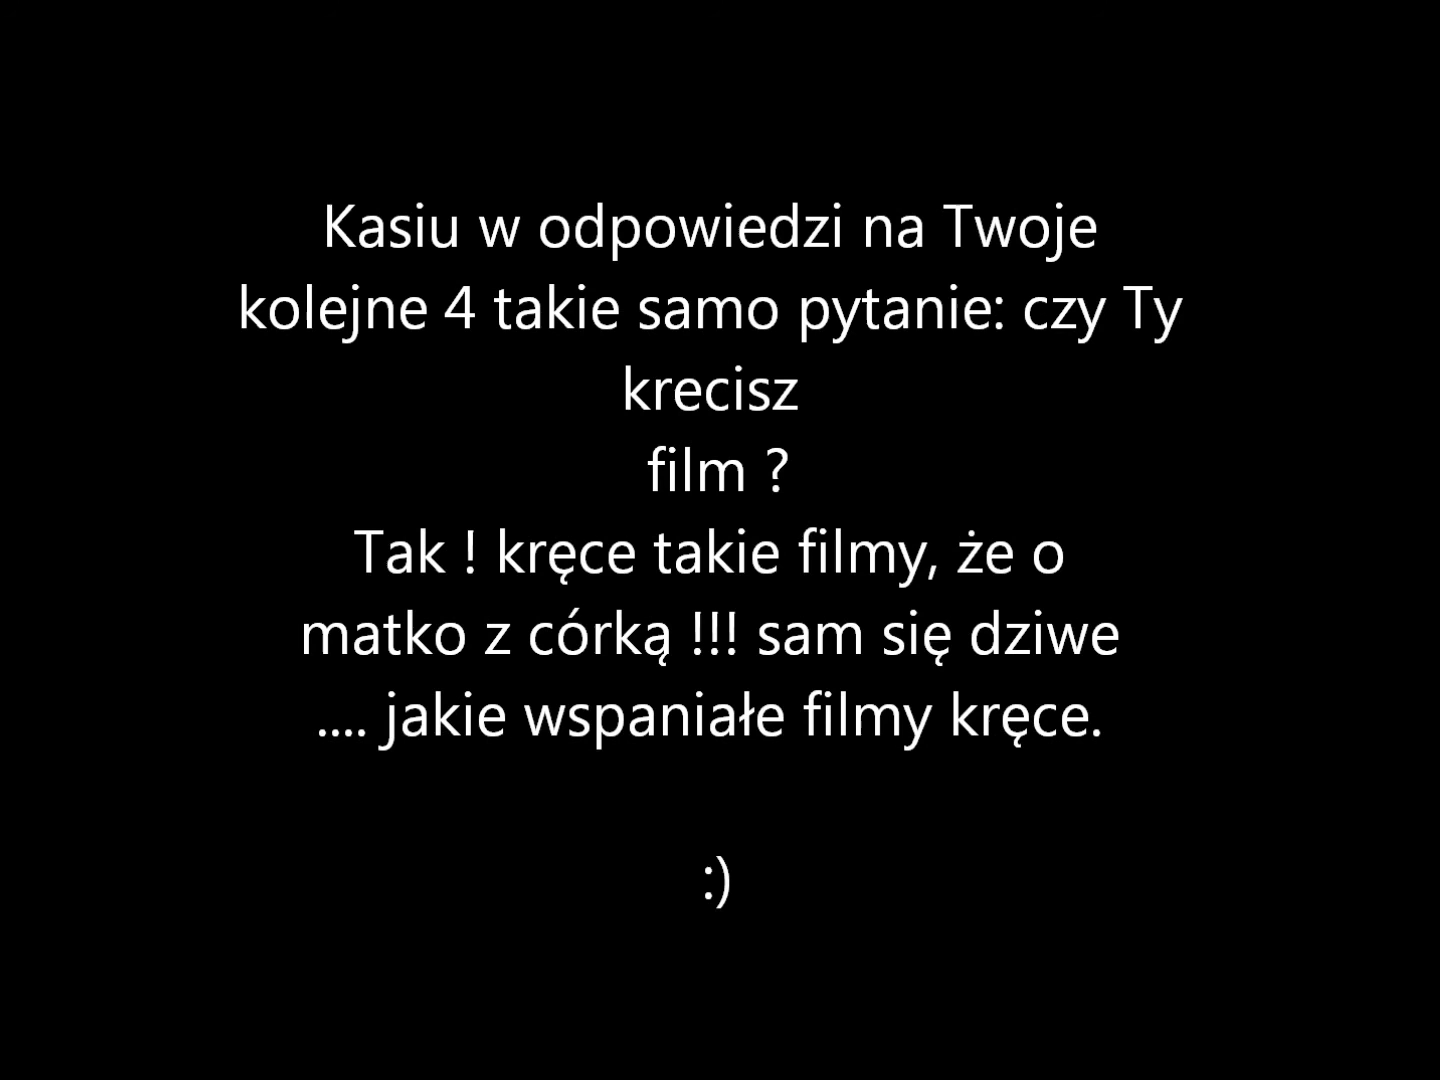 Kasiu w odpowiedzi na Twoje
kolejne 4 takie samo pytanie: czy Ty
krecisz
film ?
Tak ! kręce takie filmy, że o
matko z córką !!! sam się dziwe
.... jakie wspaniałe filmy kręce.
:)